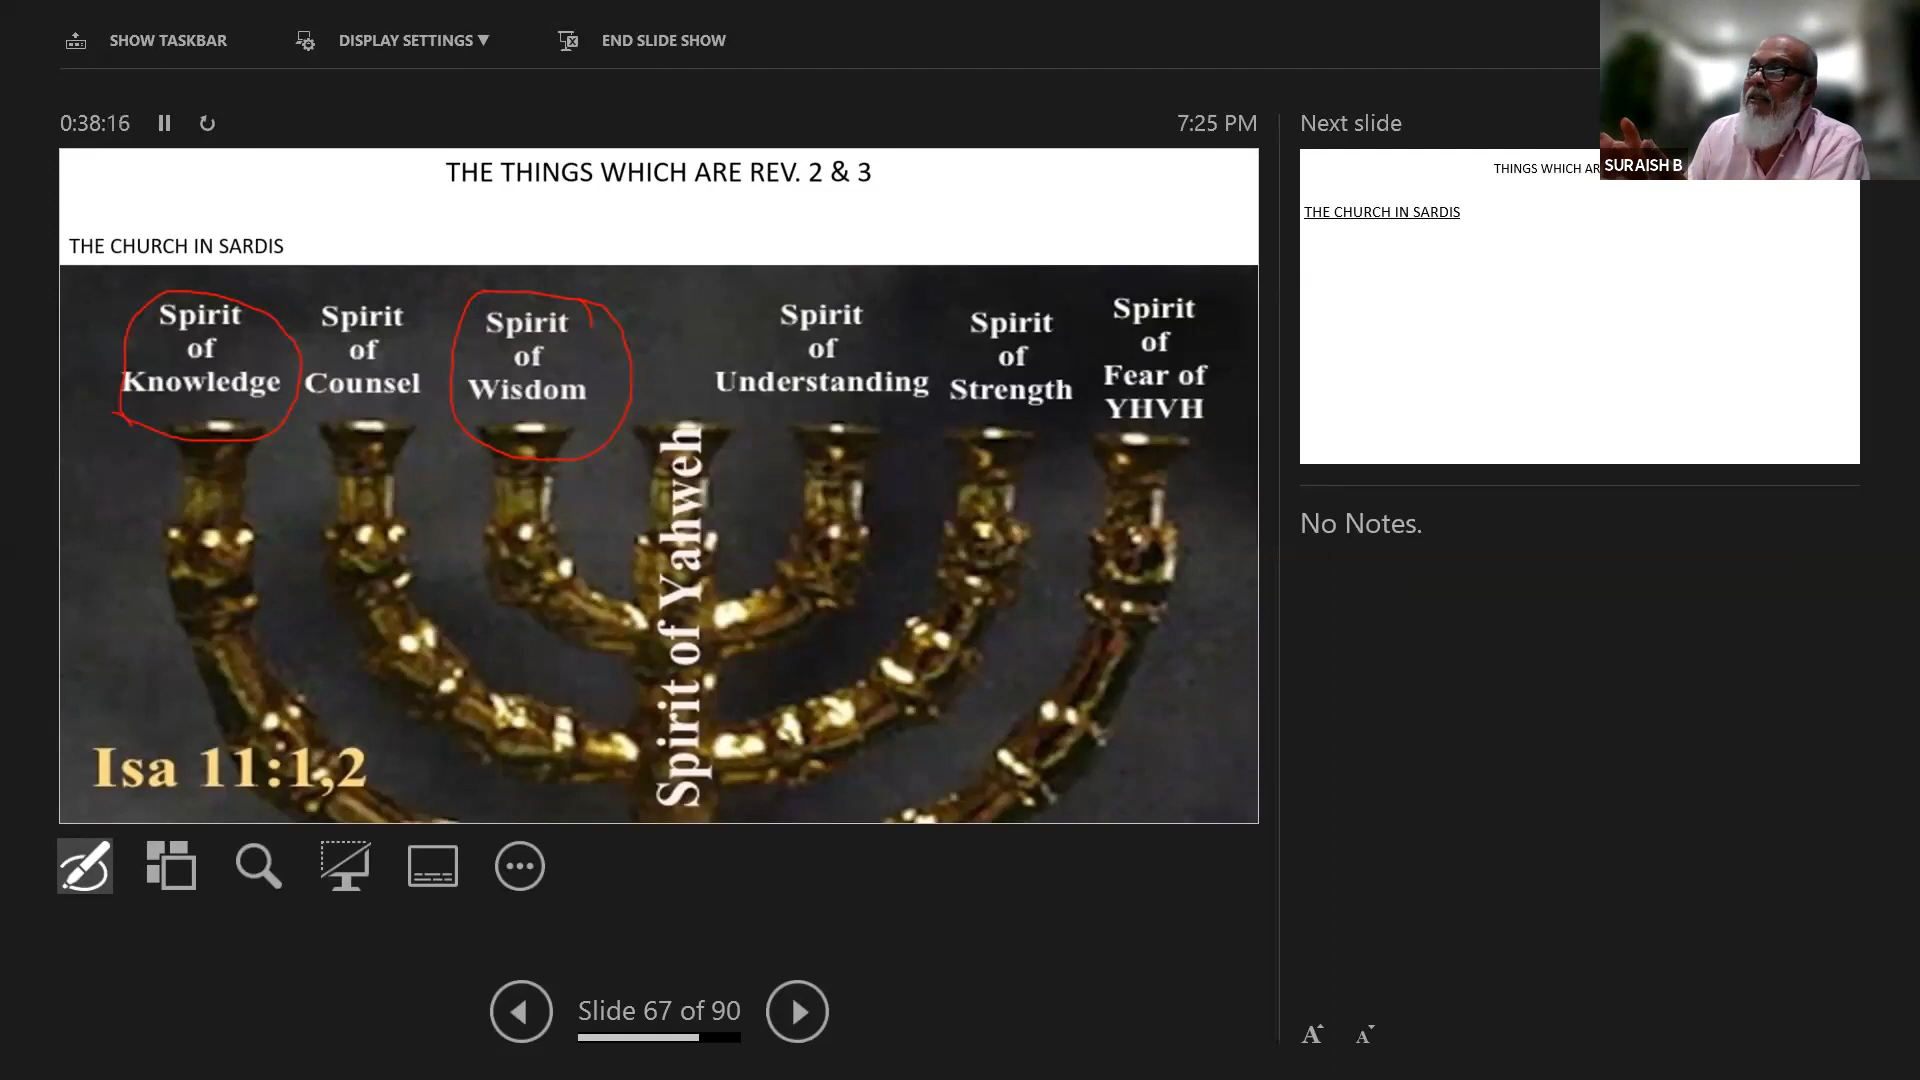 SHOW TASKBAR
DISPLAY SETTINGS ▼
END SLIDE SHOW
0:38:16
7:25 PM
Next slide
SURAISH B
THE THINGS WHICH ARE REV. 2 & 3
THE CHURCH IN SARDIS
Spirit
of
Knowledge
Spirit
of
Counsel
Spirit
of
Wisdom
Spirit of Yahweh
Spirit
of
Understanding
Spirit
of
Strength
Spirit
of
Fear of
YHVH
Isa 11:1,2
THINGS WHICH AR
THE CHURCH IN SARDIS
No Notes.
Slide 67 of 90
A
A